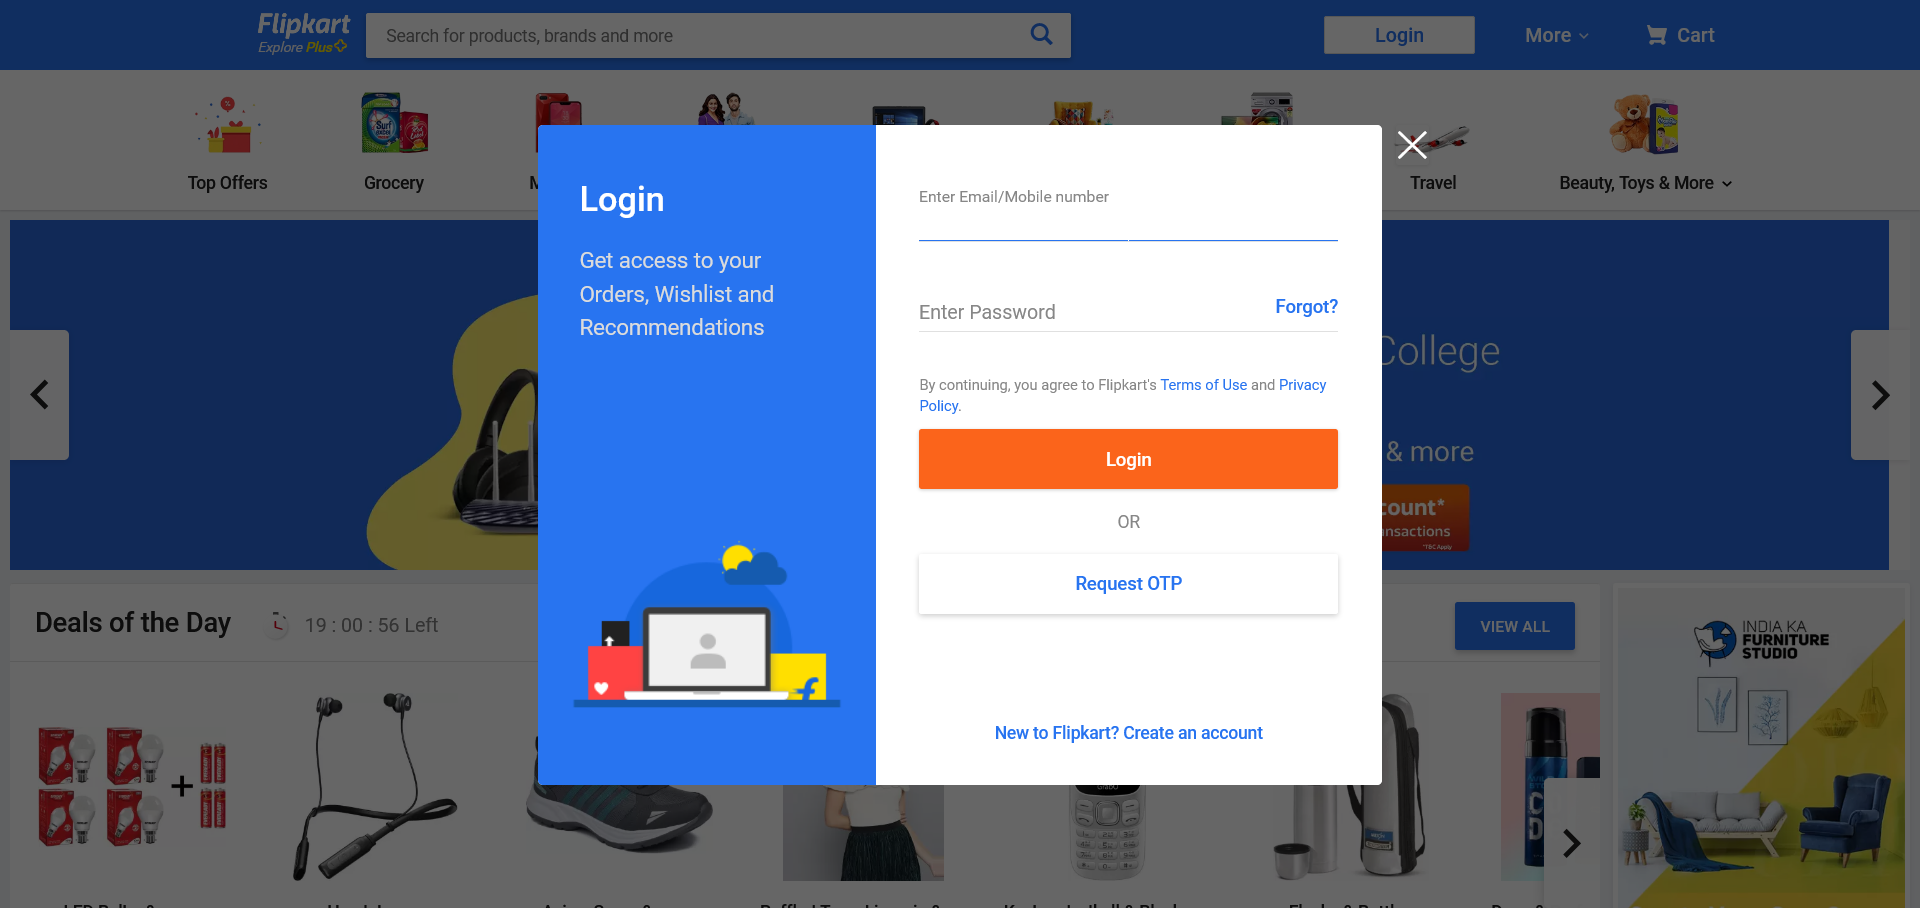 Flipkart
Explore Plus
Search for products, brands and more
Login
More
Cart
Top Offers
Grocery
Travel
Beauty, Toys & More
Login
Get access to your
Orders, Wishlist and
Recommendations
Enter Email/Mobile number
Enter Password
Forgot?
By continuing, you agree to Flipkart's Terms of Use and Privacy
Policy.
Login
OR
Request OTP
New to Flipkart? Create an account
College
& more
*T&C Apply
Deals of the Day
19 : 00 : 56 Left
VIEW ALL
INDIA KA
FURNITURE
STUDIO